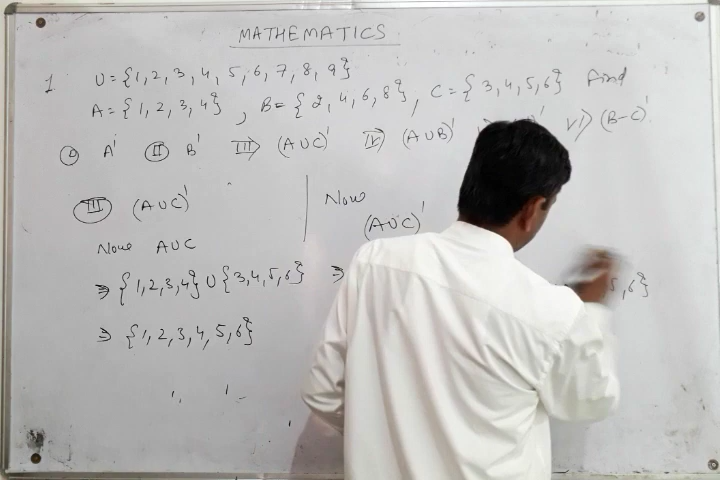 MATHEMATICS
1 U = {1, 2, 3, 4, 5, 6, 7, 8, 9}
A = {1, 2, 3, 4}, B = {2, 4, 6, 8}, C = {3, 4, 5, 6} Find
A' II B' III> (A∪C)' IV> (A∪B)' VI> (B-C)'.
III (A∪C)'
Now A∪C
⇒ {1, 2, 3, 4} ∪ {3, 4, 5, 6}
⇒ {1, 2, 3, 4, 5, 6}
Now
(A∪C)'
⇒ 5, 6}